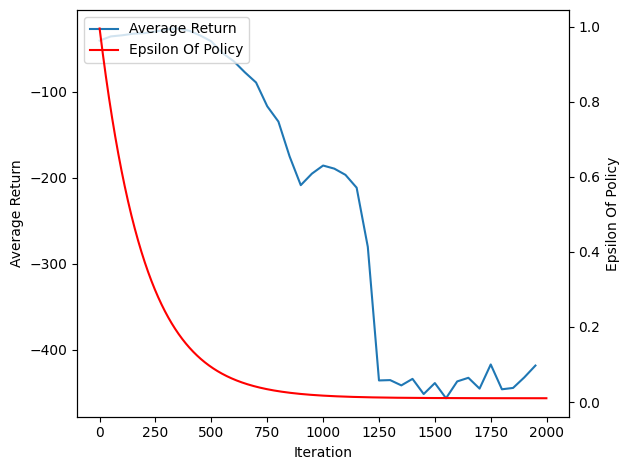 Average Return
Epsilon Of Policy
−100
−200
−300
−400
Average Return
1.0
0.8
0.6
0.4
0.2
0.0
Epsilon Of Policy
0 250 500 750 1000 1250 1500 1750 2000
Iteration